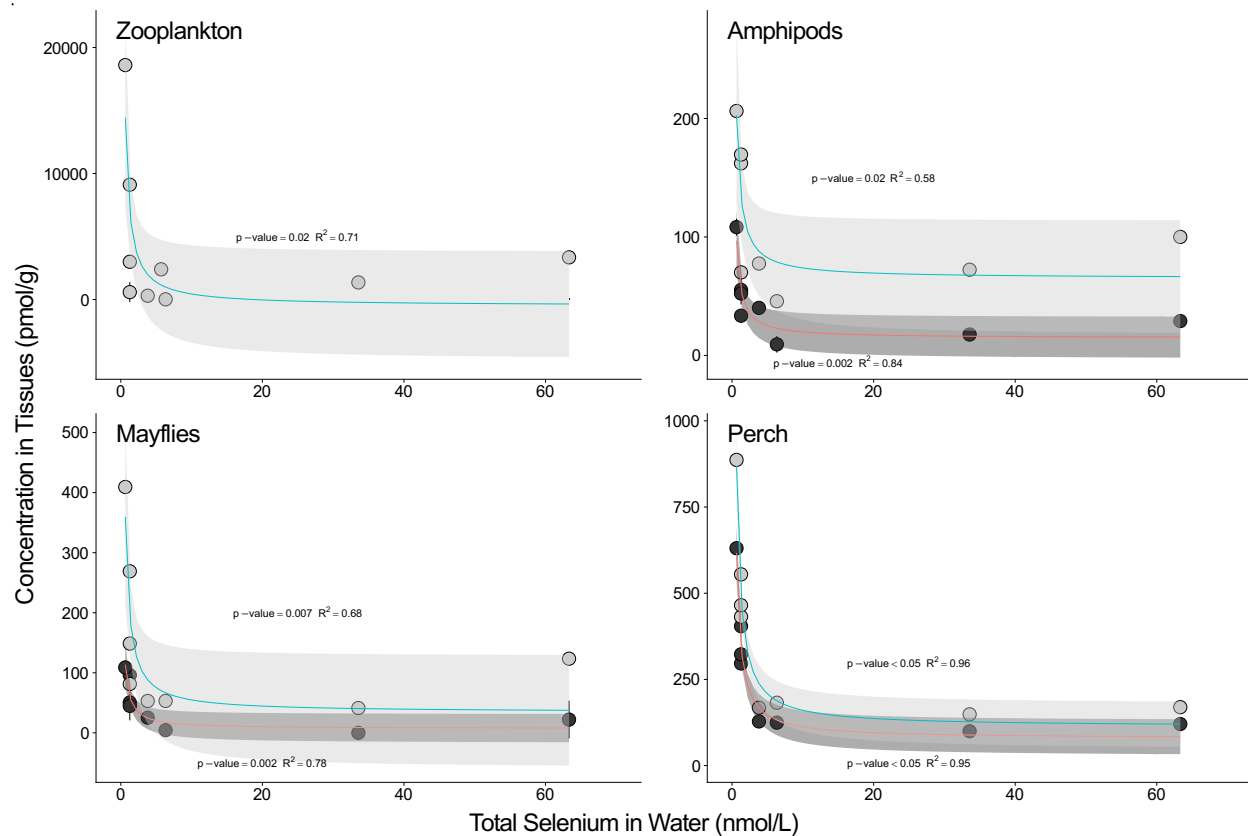 Zooplankton
20000
10000
0
p−value = 0.02 R² = 0.71
0 20 40 60
Amphipods
200
100
0
p−value = 0.02 R² = 0.58
p−value = 0.002 R² = 0.84
0 20 40 60
Concentration in Tissues (pmol/g)
Mayflies
500
400
300
200
100
0
p−value = 0.007 R² = 0.68
p−value = 0.002 R² = 0.78
0 20 40 60
Perch
1000
750
500
250
0
p−value < 0.05 R² = 0.96
p−value < 0.05 R² = 0.95
0 20 40 60
Total Selenium in Water (nmol/L)